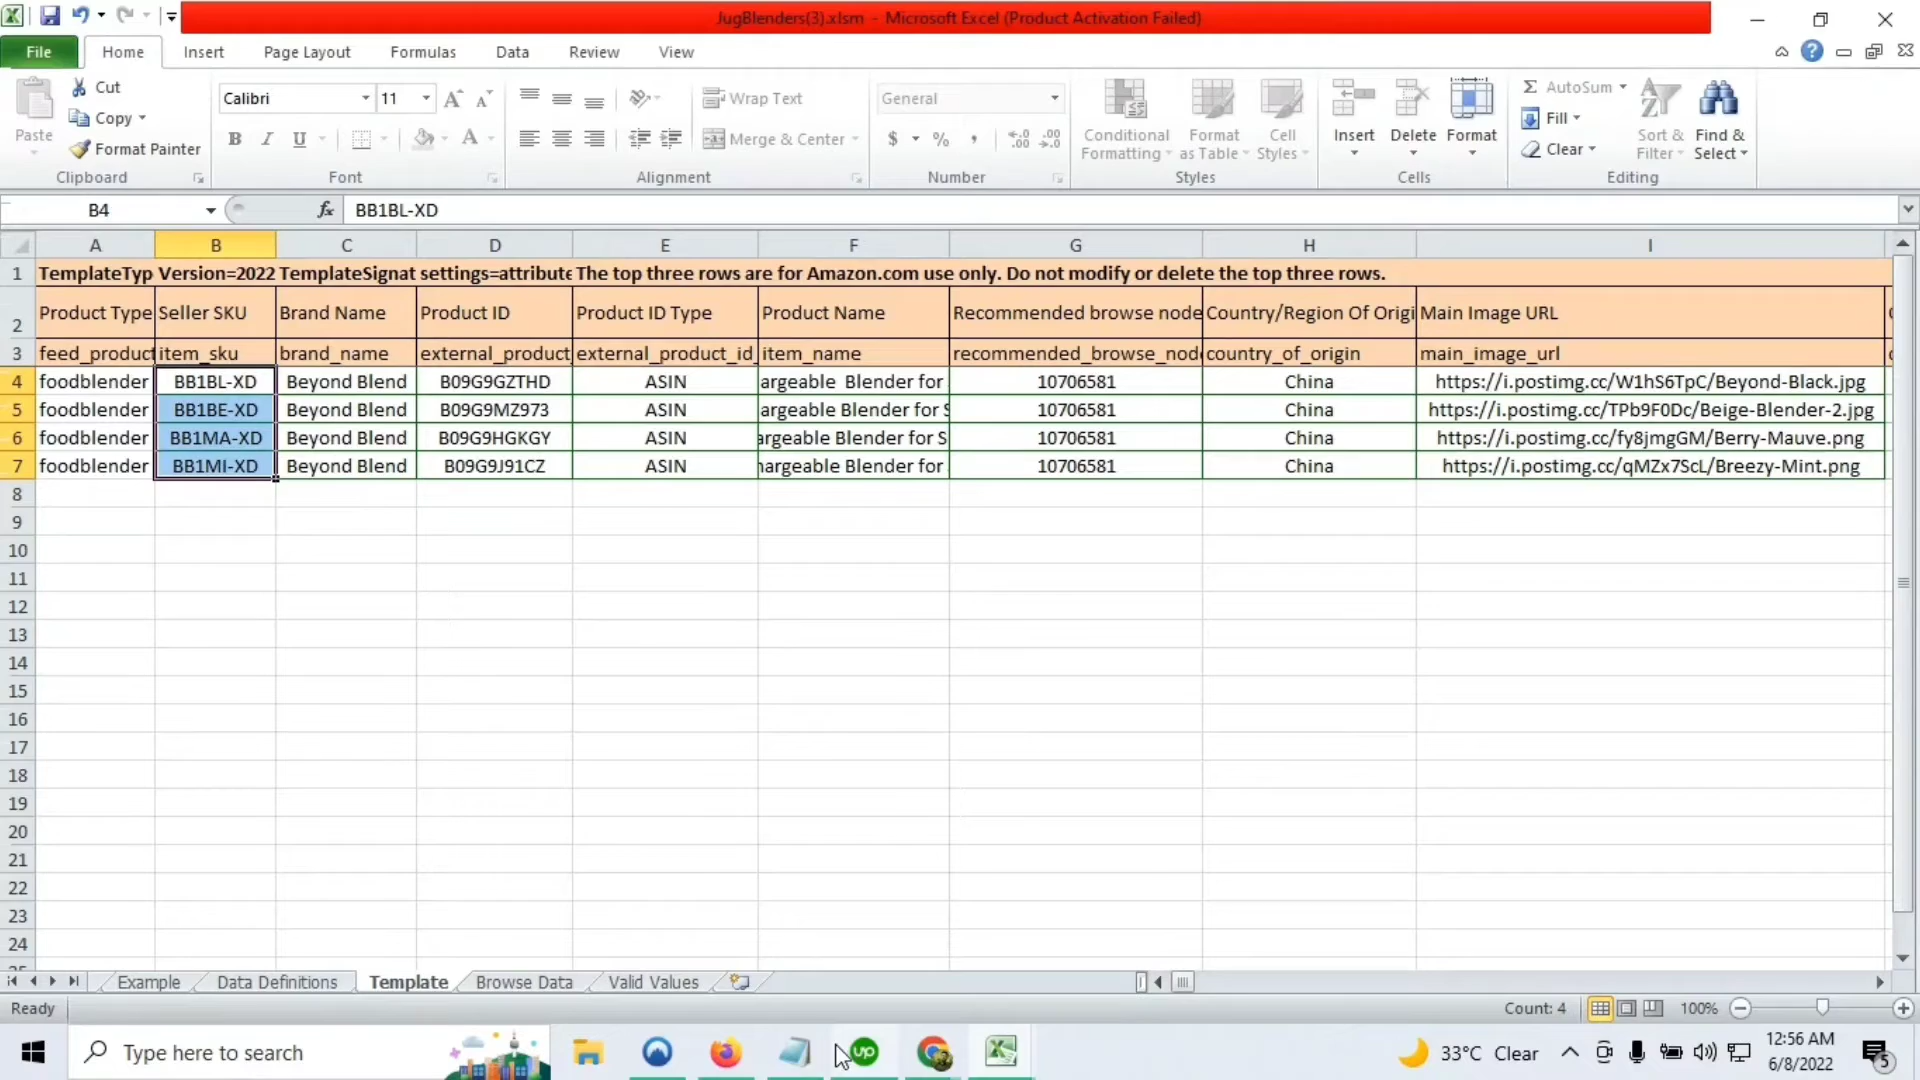 JugBlenders(3).xlsm - Microsoft Excel (Product Activation Failed)
File Home Insert Page Layout Formulas Data Review View
Paste
Cut
Copy
Format Painter
Clipboard
Calibri 11
B I U
Font
Wrap Text
Merge & Center
Alignment
General
$ % ,
Number
Conditional Formatting
Format as Table
Cell Styles
Styles
Insert Delete Format
Cells
Σ AutoSum
Fill
Clear
Sort & Filter
Find & Select
Editing
B4 fx BB1BL-XD
A B C D E F G H I
1 TemplateTyp Version=2022 TemplateSignat settings=attribute The top three rows are for Amazon.com use only. Do not modify or delete the top three rows.
2 Product Type Seller SKU Brand Name Product ID Product ID Type Product Name Recommended browse node Country/Region Of Origi Main Image URL
3 feed_product item_sku brand_name external_product_ external_product_id_ item_name recommended_browse_node country_of_origin main_image_url
4 foodblender BB1BL-XD Beyond Blend B09G9GZTHD ASIN argeable Blender for 10706581 China https://i.postimg.cc/W1hS6TpC/Beyond-Black.jpg
5 foodblender BB1BE-XD Beyond Blend B09G9MZ973 ASIN argeable Blender for S 10706581 China https://i.postimg.cc/TPb9F0Dc/Beige-Blender-2.jpg
6 foodblender BB1MA-XD Beyond Blend B09G9HGKGY ASIN argeable Blender for S 10706581 China https://i.postimg.cc/fy8jmgGM/Berry-Mauve.png
7 foodblender BB1MI-XD Beyond Blend B09G9J91CZ ASIN hargeable Blender for 10706581 China https://i.postimg.cc/qMZx7ScL/Breezy-Mint.png
8
9
10
11
12
13
14
15
16
17
18
19
20
21
22
23
24
Example Data Definitions Template Browse Data Valid Values
Ready Count: 4 100%
Type here to search up 33°C Clear 12:56 AM
6/8/2022 5